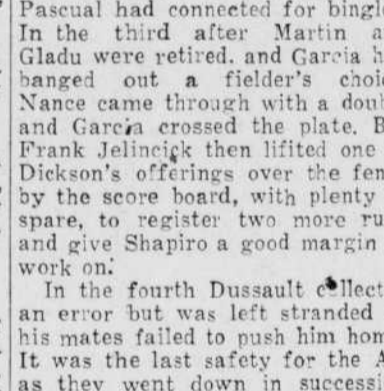 Pascual had connected for bingle
In the third after Martin a
Gladu were retired. and Garcia h
banged out a fielder's choi
Nance came through with a doul
and Garcia crossed the plate. B
Frank Jelincick then lifited one
Dickson's offerings over the fen
by the score board, with plenty
spare, to register two more ru
and give Shapiro a good margin
work on.
In the fourth Dussault collect
an error but was left stranded
his mates failed to push him hom
It was the last safety for the A
as they went down in successi